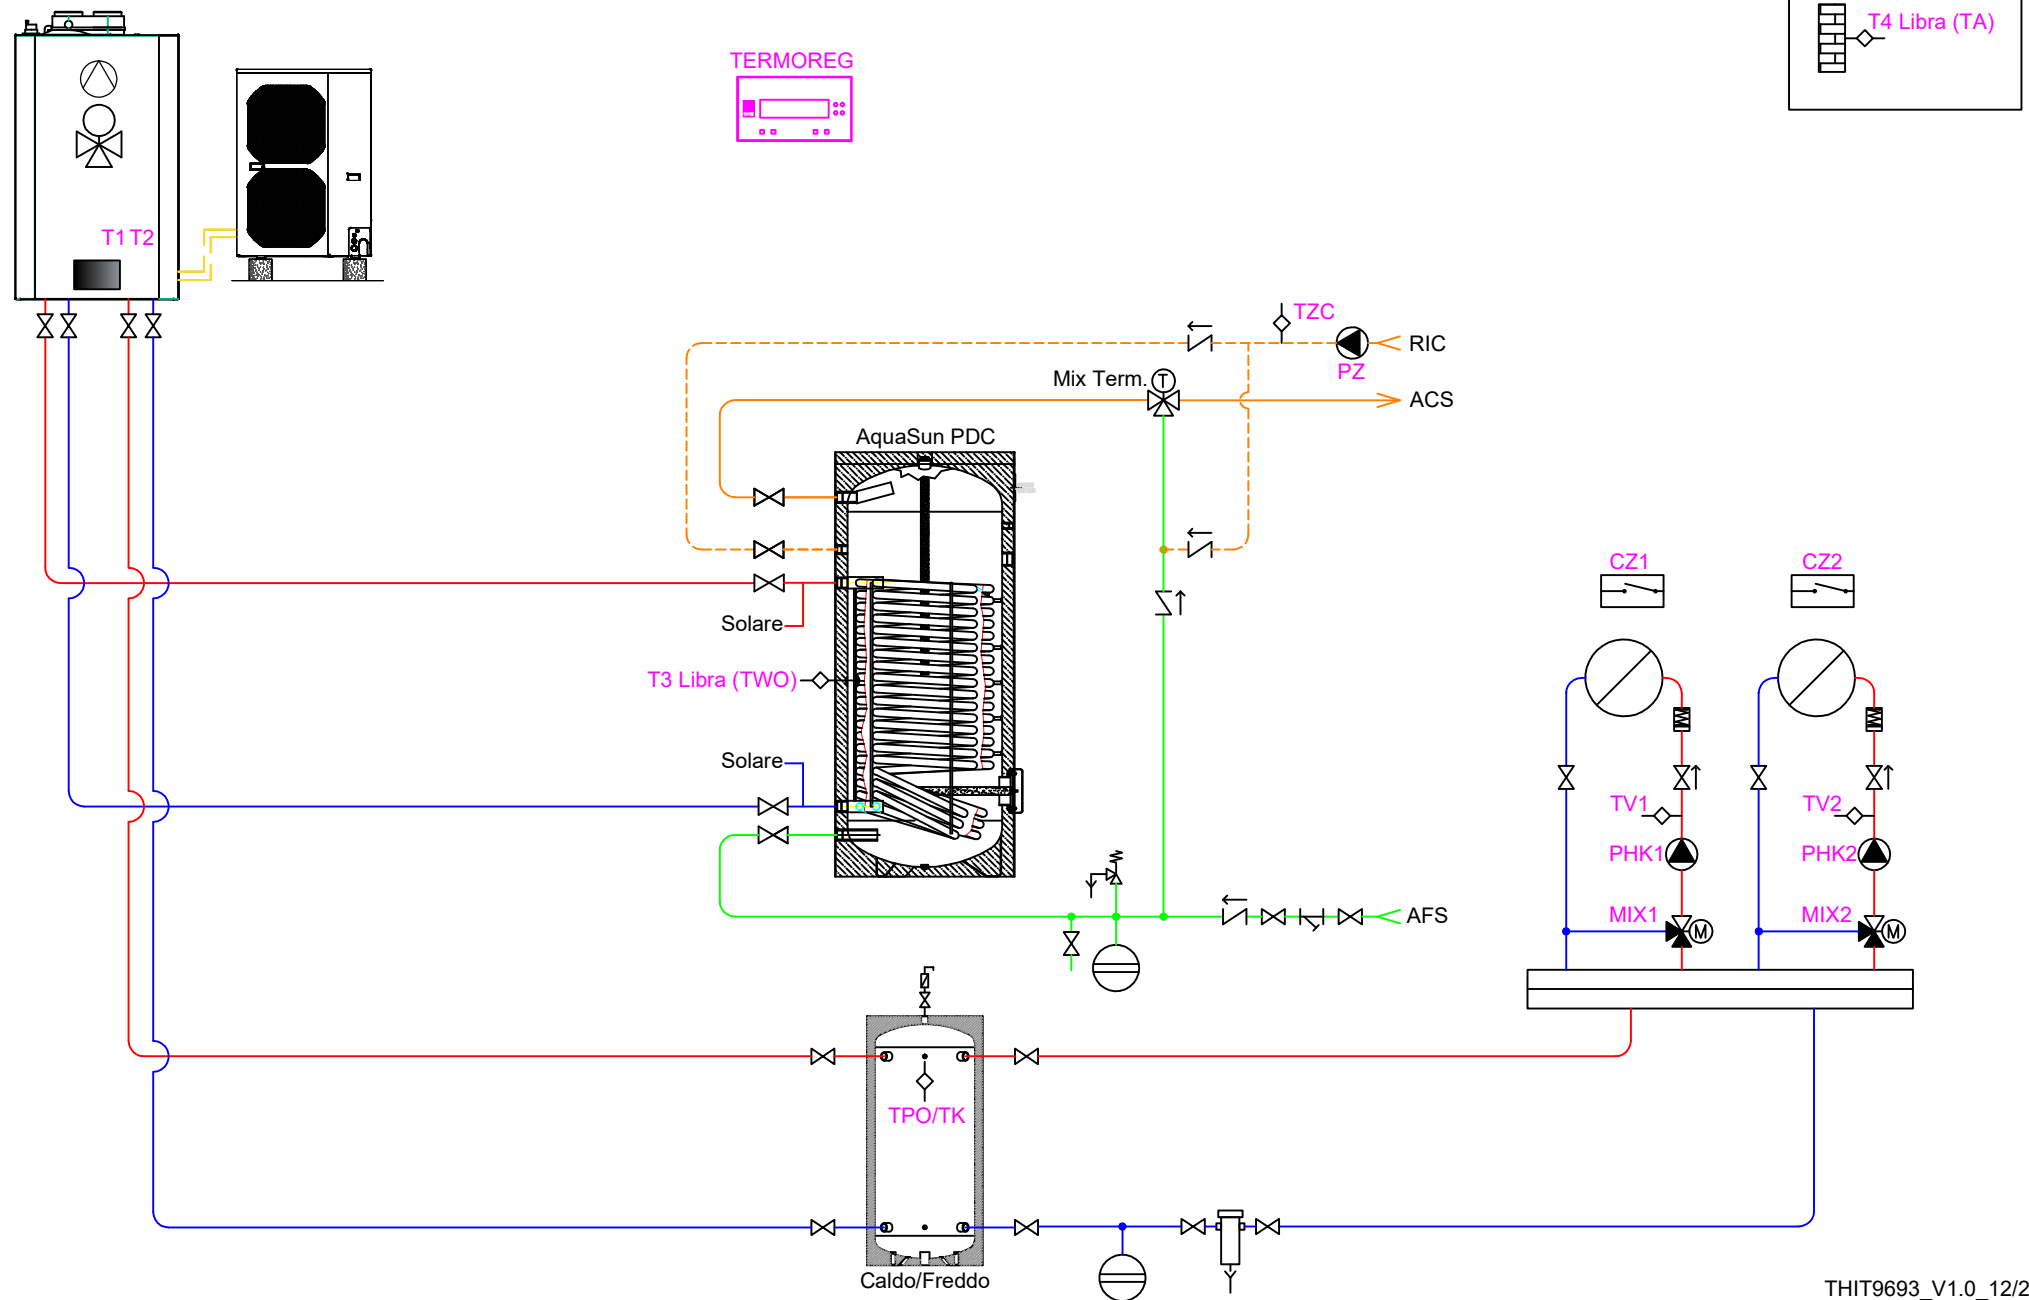 T4 Libra (TA)
TERMOREG
T1 T2
TZC
RIC
PZ
Mix Term.
T
ACS
AquaSun PDC
CZ1
CZ2
Solare
T3 Libra (TWO)
Solare
TV1
TV2
PHK1
PHK2
MIX1
M
MIX2
M
AFS
TPO/TK
Caldo/Freddo
THIT9693_V1.0_12/2